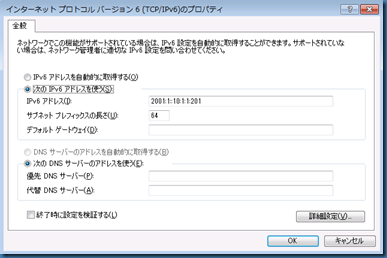 インターネット プロトコル バージョン 6 (TCP/IPv6)のプロパティ
全般
ネットワークでこの機能がサポートされている場合は、IPv6 設定を自動的に取得することができます。サポートされていな
い場合は、ネットワーク管理者に適切な IPv6 設定を問い合わせてください。
IPv6 アドレスを自動的に取得する(O)
次の IPv6 アドレスを使う(S):
IPv6 アドレス(I): 2001:1:10:1:1:201
サブネット プレフィックスの長さ(U): 64
デフォルト ゲートウェイ(D):
DNS サーバーのアドレスを自動的に取得する(B)
次の DNS サーバーのアドレスを使う(E):
優先 DNS サーバー(P):
代替 DNS サーバー(A):
終了時に設定を検証する(L)
詳細設定(V)...
OK キャンセル